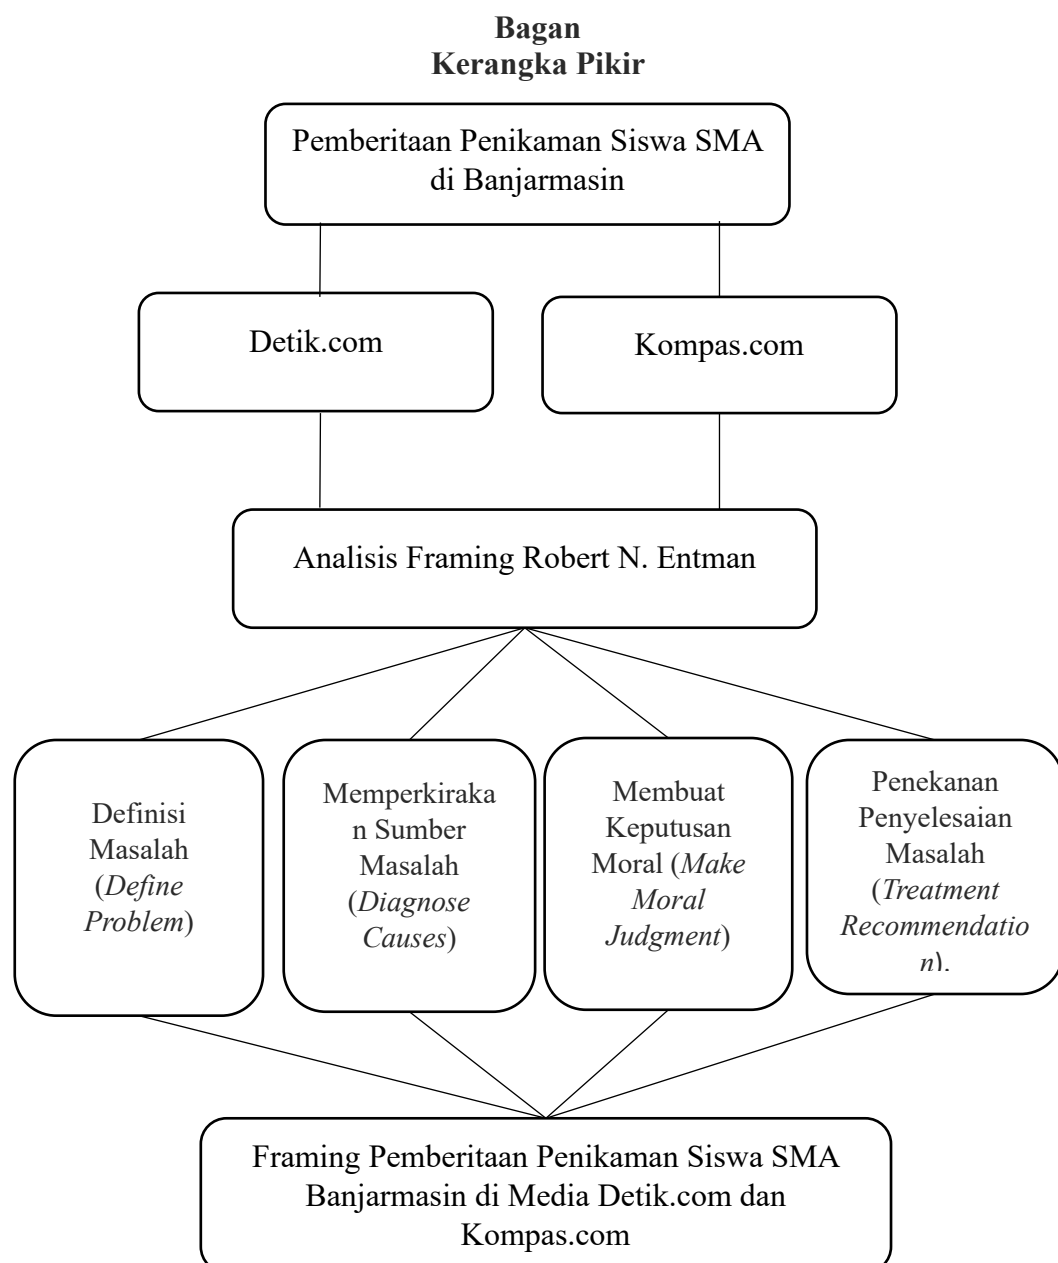 Bagan
Kerangka Pikir
Pemberitaan Penikaman Siswa SMA
di Banjarmasin
Detik.com
Kompas.com
Analisis Framing Robert N. Entman
Definisi
Masalah
(Define
Problem)
Memperkiraka
n Sumber
Masalah
(Diagnose
Causes)
Membuat
Keputusan
Moral (Make
Moral
Judgment)
Penekanan
Penyelesaian
Masalah
(Treatment
Recommendatio
n).
Framing Pemberitaan Penikaman Siswa SMA
Banjarmasin di Media Detik.com dan
Kompas.com